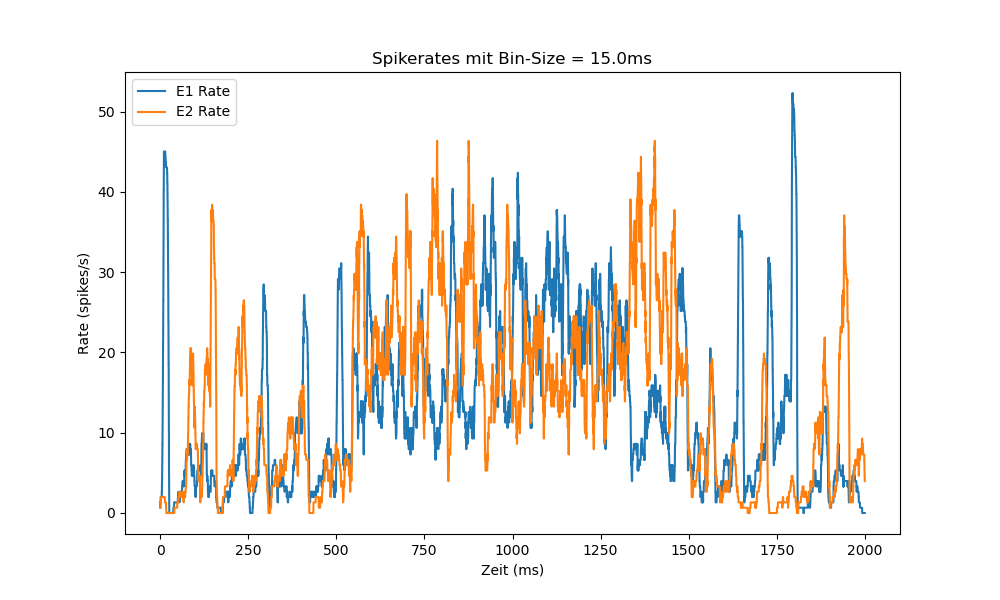 Spikerates mit Bin-Size = 15.0ms
E1 Rate
E2 Rate
Rate (spikes/s)
50
40
30
20
10
0
0 250 500 750 1000 1250 1500 1750 2000
Zeit (ms)